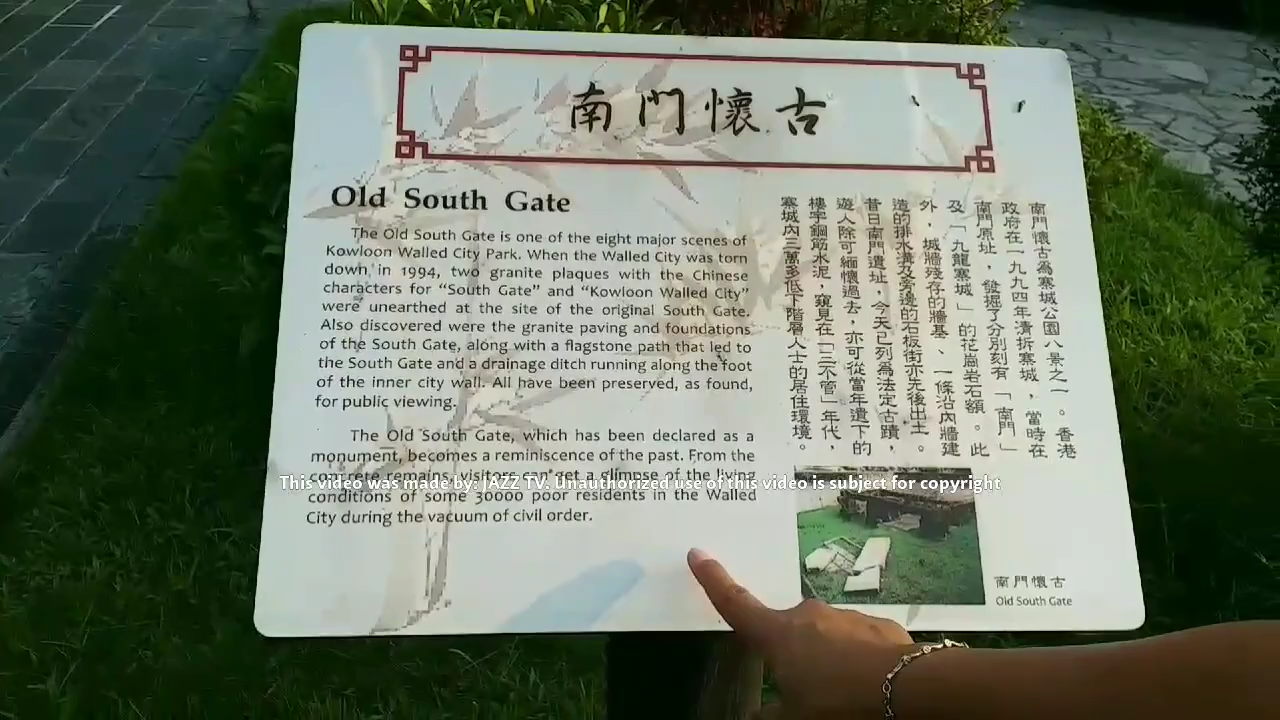 南門懷古
Old South Gate
The Old South Gate is one of the eight major scenes of
Kowloon Walled City Park. When the Walled City was torn
down in 1994, two granite plaques with the Chinese
characters for “South Gate” and “Kowloon Walled City”
were unearthed at the site of the original South Gate.
Also discovered were the granite paving and foundations
of the South Gate, along with a flagstone path that led to
the South Gate and a drainage ditch running along the foot
of the inner city wall. All have been preserved, as found,
for public viewing.
The Old South Gate, which has been declared as a
monument, becomes a reminiscence of the past. From the
concrete remains, visitors can get a glimpse of the living
conditions of some 30000 poor residents in the Walled
City during the vacuum of civil order.
南門懷古為寨城公園八景之一。香港
政府在一九九四年清拆寨城，當時在
南門原址，發掘了分別刻有「南門」
及「九龍寨城」的花崗岩石額。此
外，城牆殘存的牆基、一條沿內牆建
造的排水溝及旁邊的石板街亦先後出土。
昔日南門遺址，今天已列為法定古蹟，
遊人除可緬懷過去，亦可從當年遺下的
樓宇鋼筋水泥，窺見在「三不管」年代，
寨城內三萬多低下階層人士的居住環境。
南門懷古
Old South Gate
This video was made by: JAZZ TV. Unauthorized use of this video is subject for copyright